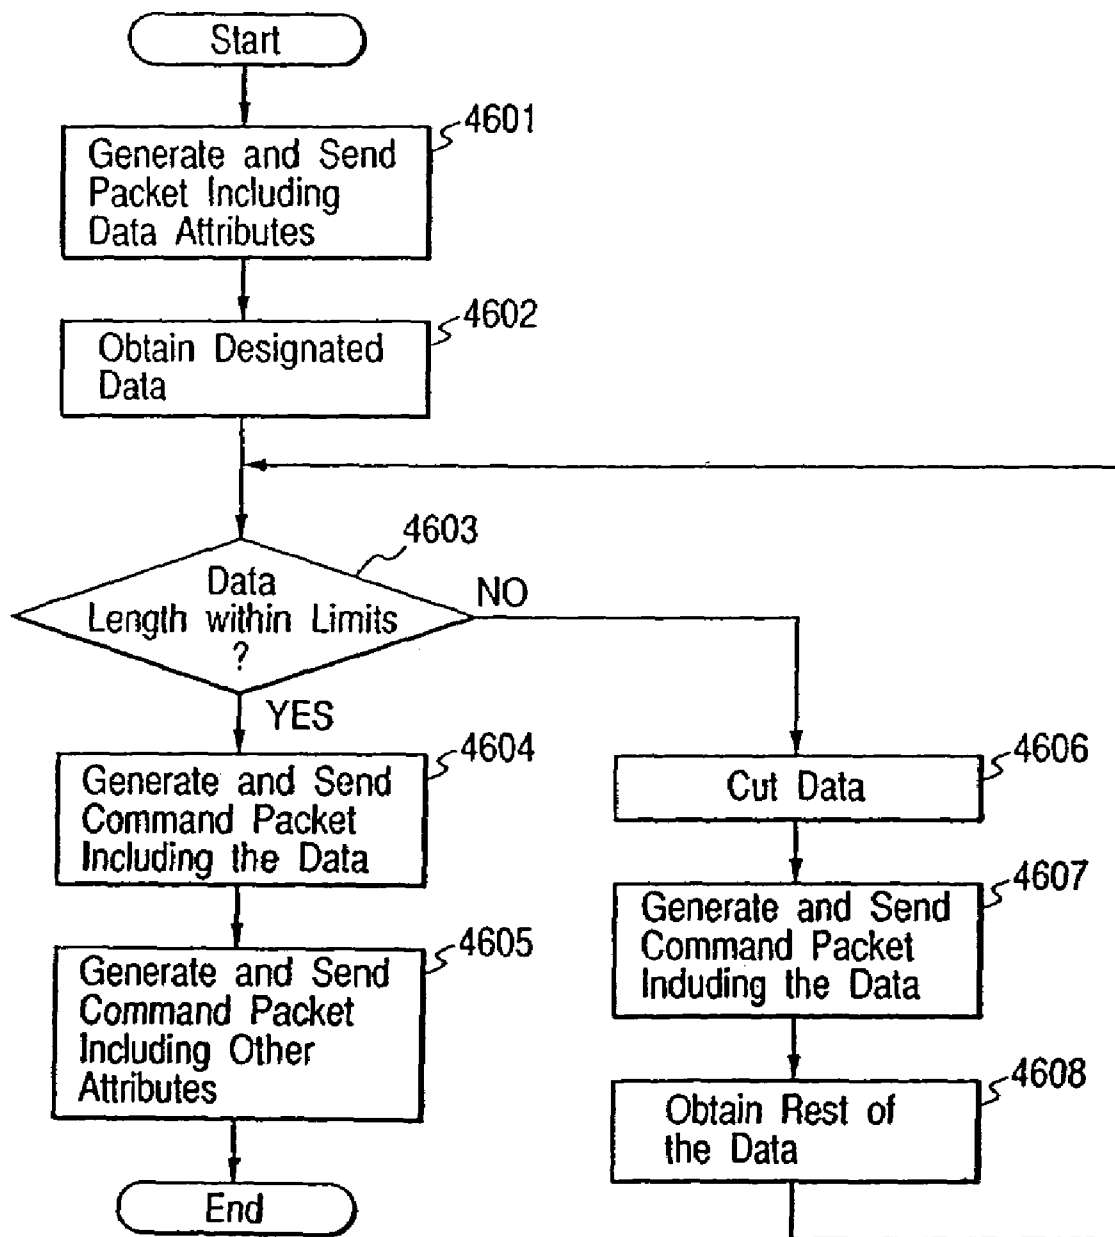 Start
4601
Generate and Send
Packet Including
Data Attributes
4602
Obtain Designated
Data
4603
Data
Length within Limits
?
NO
YES
4604
Generate and Send
Command Packet
Including the Data
4605
Generate and Send
Command Packet
Including Other
Attributes
End
4606
Cut Data
4607
Generate and Send
Command Packet
Induding the Data
4608
Obtain Rest of
the Data